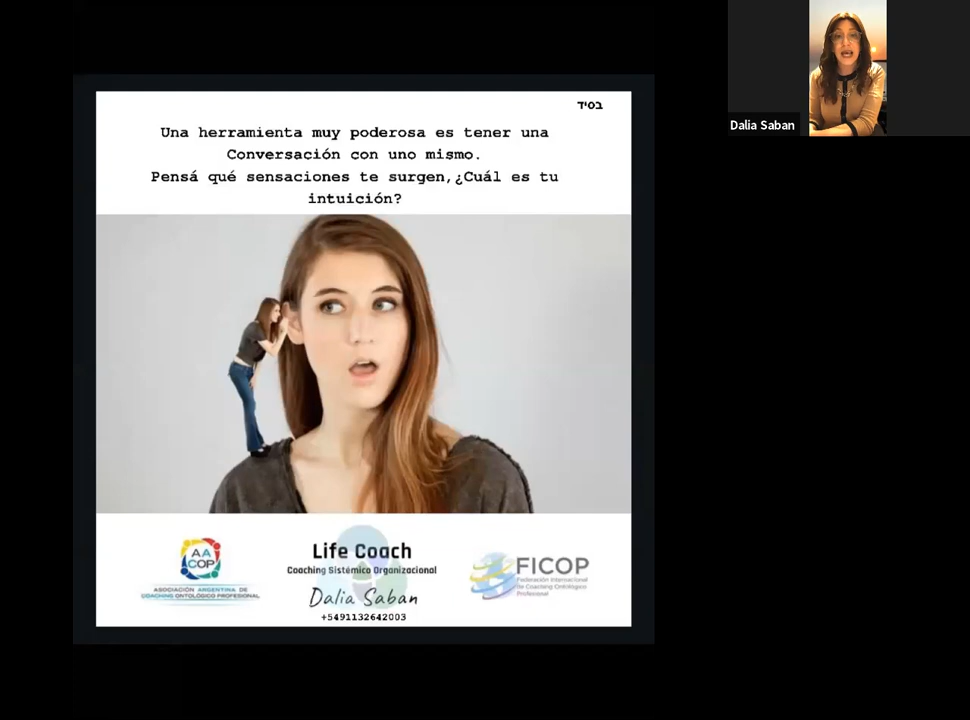 בסיד
Una herramienta muy poderosa es tener una
Conversación con uno mismo.
Pensá qué sensaciones te surgen,¿Cuál es tu
intuición?
Dalia Saban
AA
COP
ASOCIACIÓN ARGENTINA DE
COACHING ONTOLÓGICO PROFESIONAL
Life Coach
Coaching Sistémico Organizacional
Dalia Saban
+5491132642003
FICOP
Federación Internacional
de Coaching Ontológico
Profesional